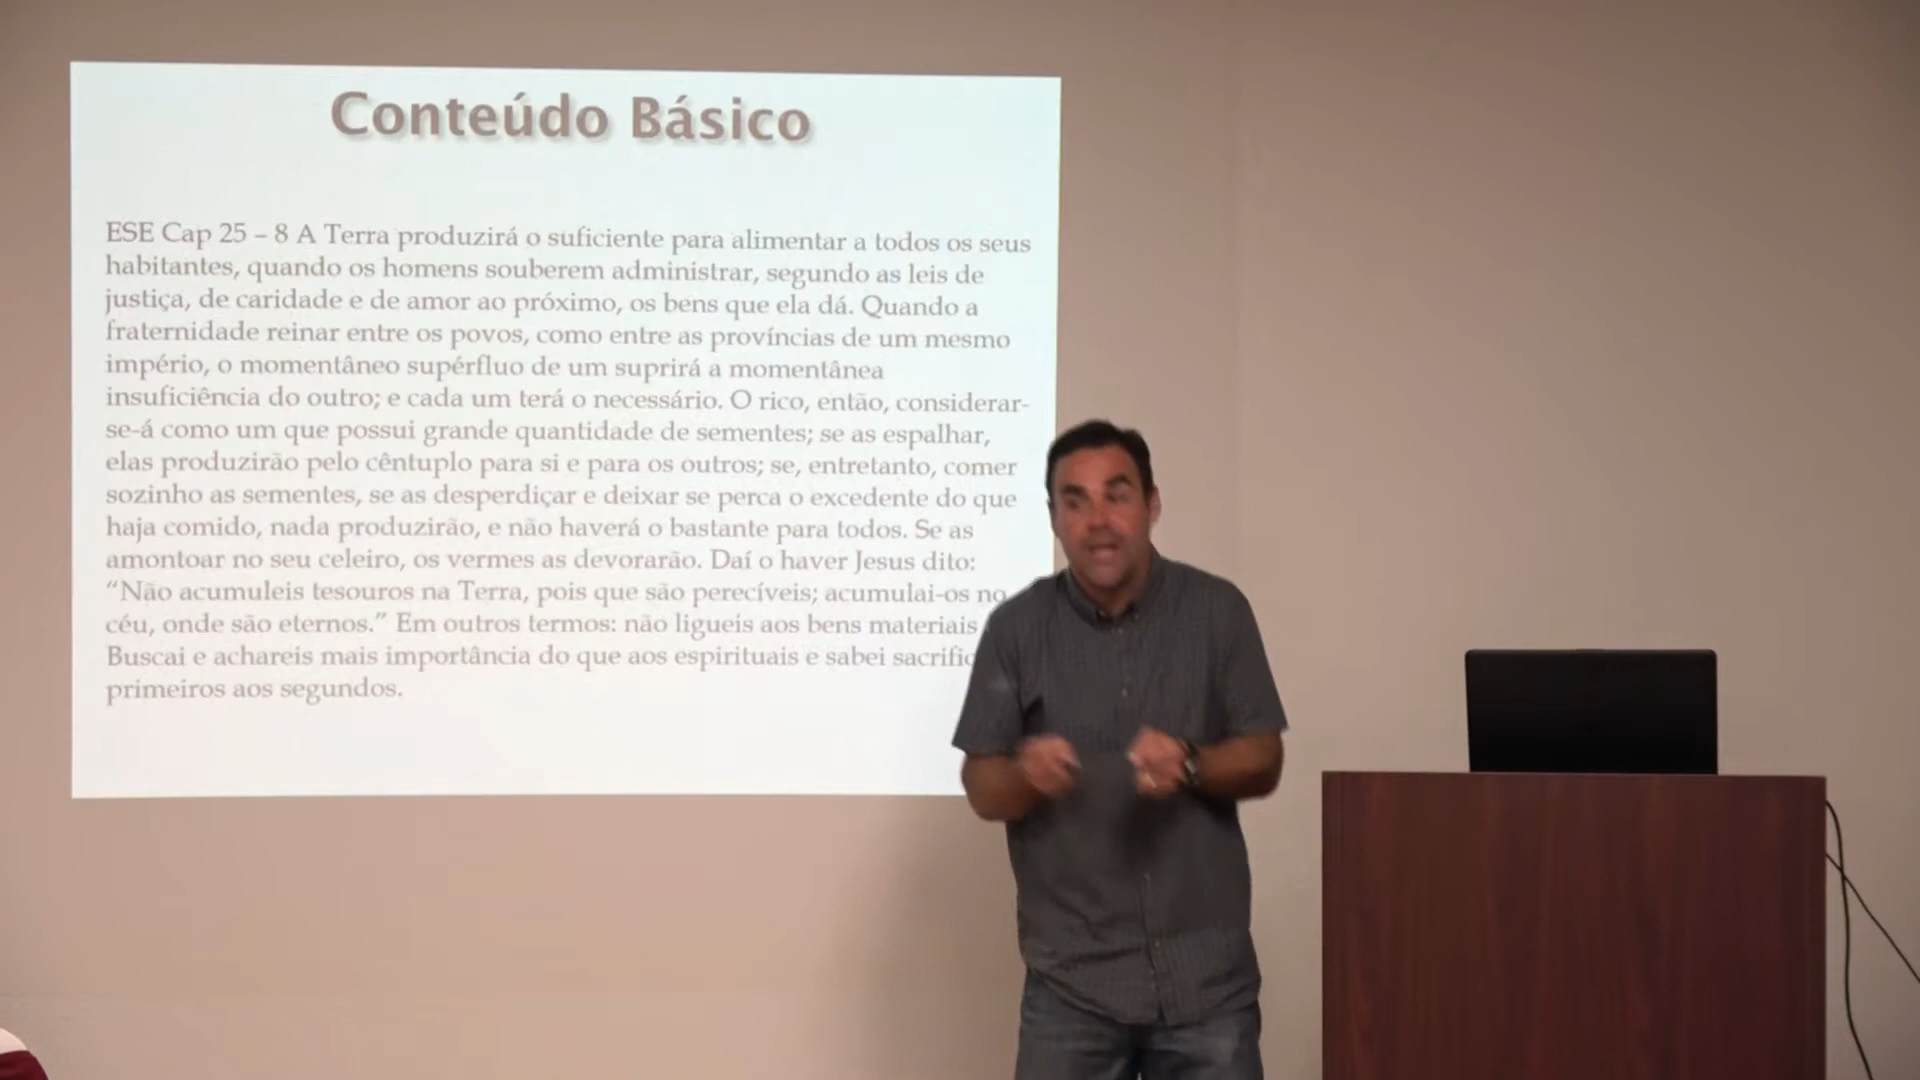 Conteúdo Básico
ESE Cap 25 – 8 A Terra produzirá o suficiente para alimentar a todos os seus
habitantes, quando os homens souberem administrar, segundo as leis de
justiça, de caridade e de amor ao próximo, os bens que ela dá. Quando a
fraternidade reinar entre os povos, como entre as províncias de um mesmo
império, o momentâneo supérfluo de um suprirá a momentânea
insuficiência do outro; e cada um terá o necessário. O rico, então, considerar-
se-á como um que possui grande quantidade de sementes; se as espalhar,
elas produzirão pelo cêntuplo para si e para os outros; se, entretanto, comer
sozinho as sementes, se as desperdiçar e deixar se perca o excedente do que
haja comido, nada produzirão, e não haverá o bastante para todos. Se as
amontoar no seu celeiro, os vermes as devorarão. Daí o haver Jesus dito:
“Não acumuleis tesouros na Terra, pois que são perecíveis; acumulai-os no
céu, onde são eternos.” Em outros termos: não ligueis aos bens materiais
Buscai e achareis mais importância do que aos espirituais e sabei
primeiros aos segundos.